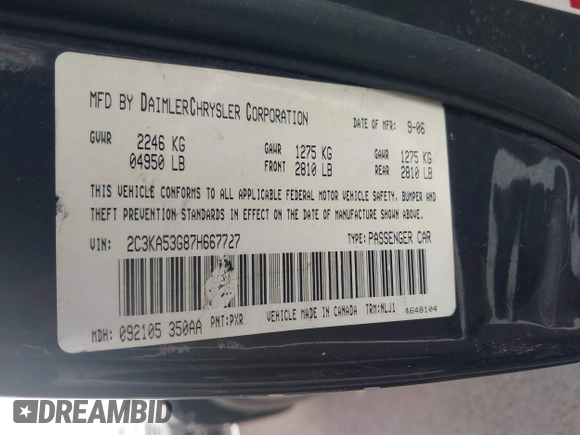 MFD BY DAIMLERCHRYSLER CORPORATION DATE OF MFR: 9-06
GVWR 2246 KG GAWR 1275 KG GAWR 1275 KG
04950 LB FRONT 2810 LB REAR 2810 LB
THIS VEHICLE CONFORMS TO ALL APPLICABLE FEDERAL MOTOR VEHICLE SAFETY, BUMPER AND
THEFT PREVENTION STANDARDS IN EFFECT ON THE DATE OF MANUFACTURE SHOWN ABOVE.
VIN: 2C3KA53G87H667727 TYPE: PASSENGER CAR
MDH: 092105 350AA PNT:PXR VEHICLE MADE IN CANADA TRM:NLJ1 4648104
DREAMBID